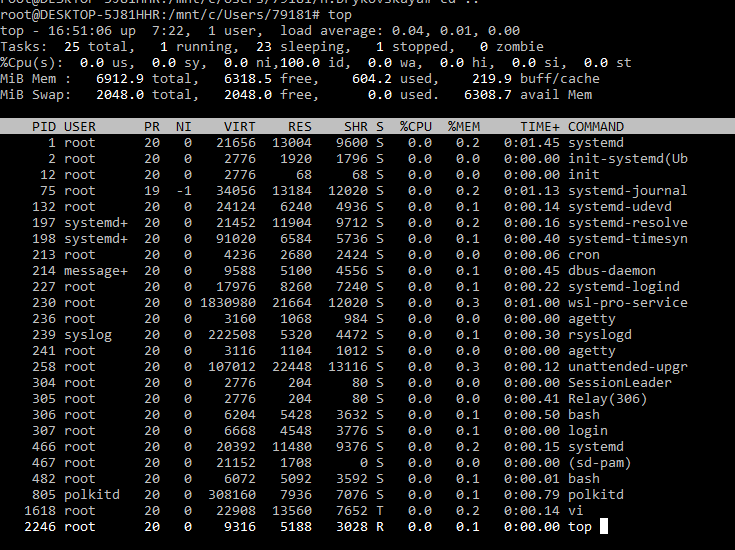 root@DESKTOP-5J81HHR:/mnt/c/Users/79181/n.Drykovskaya# cd ..
root@DESKTOP-5J81HHR:/mnt/c/Users/79181# top
top - 16:51:06 up  7:22,  1 user,  load average: 0.04, 0.01, 0.00
Tasks:  25 total,   1 running,  23 sleeping,   1 stopped,   0 zombie
%Cpu(s):  0.0 us,  0.0 sy,  0.0 ni,100.0 id,  0.0 wa,  0.0 hi,  0.0 si,  0.0 st
MiB Mem :   6912.9 total,   6318.5 free,    604.2 used,    219.9 buff/cache
MiB Swap:   2048.0 total,   2048.0 free,      0.0 used.   6308.7 avail Mem
PID USER      PR  NI    VIRT    RES    SHR S  %CPU  %MEM     TIME+ COMMAND
1 root      20   0   21656  13004   9600 S   0.0   0.2   0:01.45 systemd
2 root      20   0    2776   1920   1796 S   0.0   0.0   0:00.00 init-systemd(Ub
12 root      20   0    2776     68     68 S   0.0   0.0   0:00.00 init
75 root      19  -1   34056  13184  12020 S   0.0   0.2   0:01.13 systemd-journal
132 root      20   0   24124   6240   4936 S   0.0   0.1   0:00.14 systemd-udevd
197 systemd+  20   0   21452  11904   9712 S   0.0   0.2   0:00.16 systemd-resolve
198 systemd+  20   0   91020   6584   5736 S   0.0   0.1   0:00.40 systemd-timesyn
213 root      20   0    4236   2680   2424 S   0.0   0.0   0:00.06 cron
214 message+  20   0    9588   5100   4556 S   0.0   0.1   0:00.45 dbus-daemon
227 root      20   0   17976   8260   7240 S   0.0   0.1   0:00.22 systemd-logind
230 root      20   0 1830980  21664  12020 S   0.0   0.3   0:01.00 wsl-pro-service
236 root      20   0    3160   1068    984 S   0.0   0.0   0:00.00 agetty
239 syslog    20   0  222508   5320   4472 S   0.0   0.1   0:00.30 rsyslogd
241 root      20   0    3116   1104   1012 S   0.0   0.0   0:00.00 agetty
258 root      20   0  107012  22448  13116 S   0.0   0.3   0:00.12 unattended-upgr
304 root      20   0    2776    204     80 S   0.0   0.0   0:00.00 SessionLeader
305 root      20   0    2776    204     80 S   0.0   0.0   0:00.41 Relay(306)
306 root      20   0    6204   5428   3632 S   0.0   0.1   0:00.50 bash
307 root      20   0    6668   4548   3776 S   0.0   0.1   0:00.00 login
466 root      20   0   20392  11480   9376 S   0.0   0.2   0:00.15 systemd
467 root      20   0   21152   1708      0 S   0.0   0.0   0:00.00 (sd-pam)
482 root      20   0    6072   5092   3592 S   0.0   0.1   0:00.01 bash
805 polkitd   20   0  308160   7936   7076 S   0.0   0.1   0:00.79 polkitd
1618 root      20   0   22908  13560   7652 T   0.0   0.2   0:00.14 vi
2246 root      20   0    9316   5188   3028 R   0.0   0.1   0:00.00 top